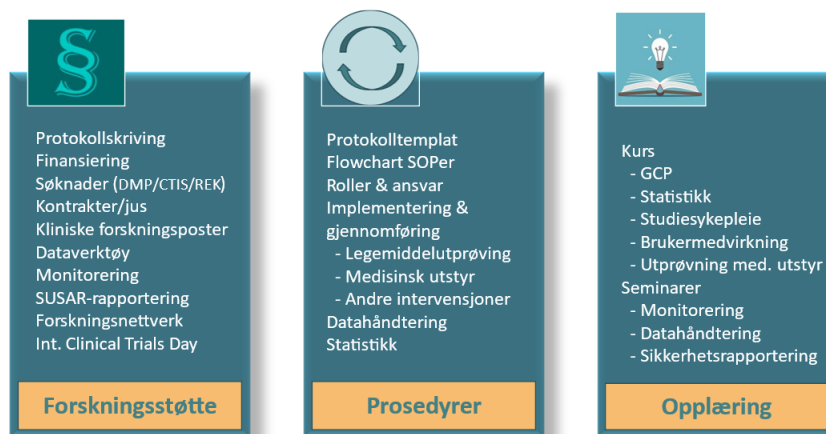 §
Protokollskriving
Finansiering
Søknader (DMP/CTIS/REK)
Kontrakter/jus
Kliniske forskningsposter
Dataverktøy
Monitorering
SUSAR-rapportering
Forskningsnettverk
Int. Clinical Trials Day
Forskningsstøtte
Protokolltemplat
Flowchart SOPer
Roller & ansvar
Implementering &
gjennomføring
- Legemiddelutprøving
- Medisinsk utstyr
- Andre intervensjoner
Datahåndtering
Statistikk
Prosedyrer
Kurs
- GCP
- Statistikk
- Studiesykepleie
- Brukermedvirkning
- Utprøvning med. utstyr
Seminarer
- Monitorering
- Datahåndtering
- Sikkerhetsrapportering
Opplæring